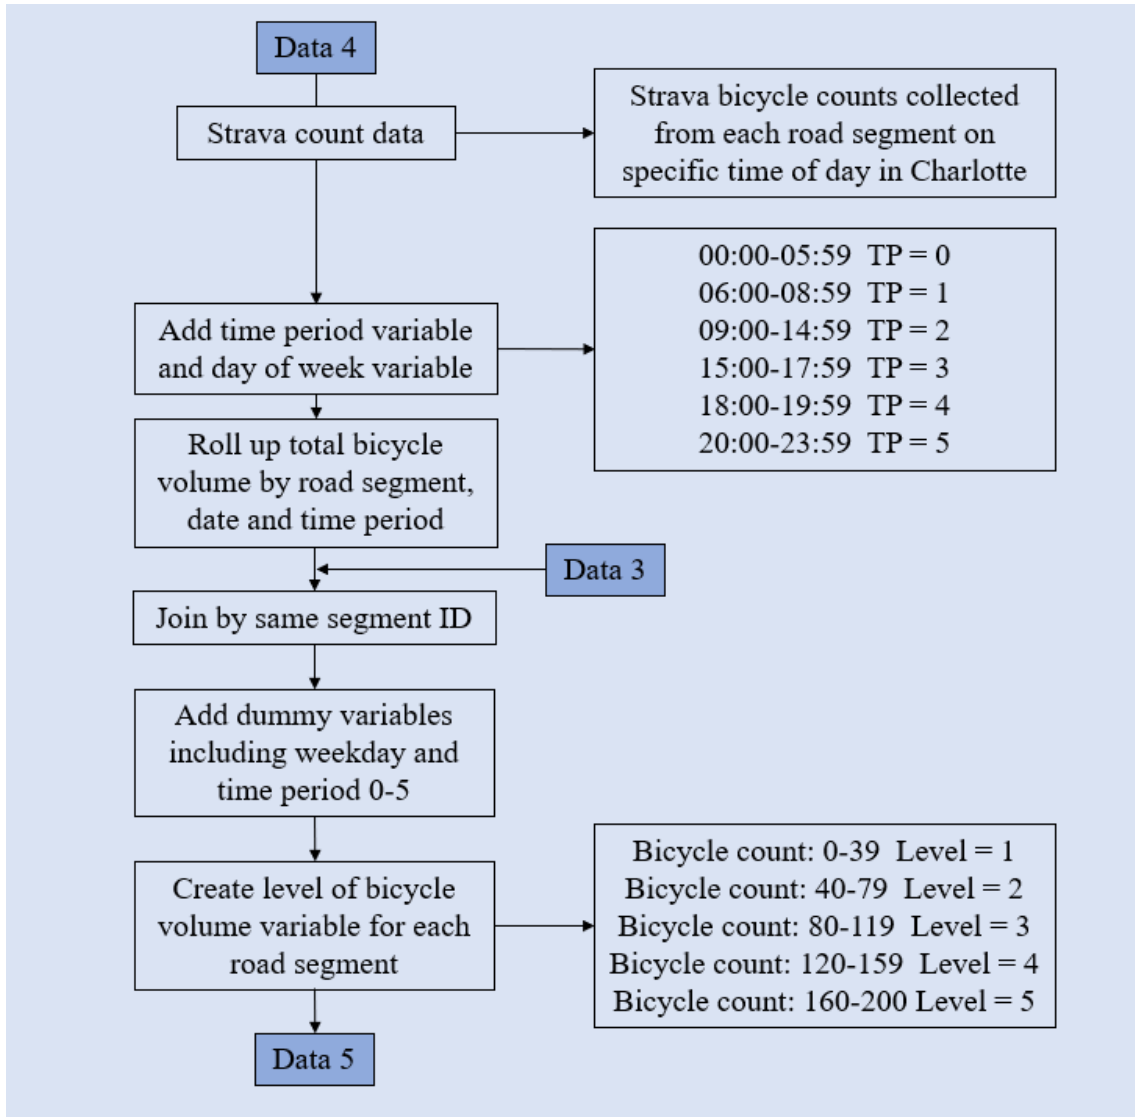 Data 4
Strava count data
Strava bicycle counts collected
from each road segment on
specific time of day in Charlotte
Add time period variable
and day of week variable
00:00-05:59 TP = 0
06:00-08:59 TP = 1
09:00-14:59 TP = 2
15:00-17:59 TP = 3
18:00-19:59 TP = 4
20:00-23:59 TP = 5
Roll up total bicycle
volume by road segment,
date and time period
Data 3
Join by same segment ID
Add dummy variables
including weekday and
time period 0-5
Create level of bicycle
volume variable for each
road segment
Bicycle count: 0-39 Level = 1
Bicycle count: 40-79 Level = 2
Bicycle count: 80-119 Level = 3
Bicycle count: 120-159 Level = 4
Bicycle count: 160-200 Level = 5
Data 5